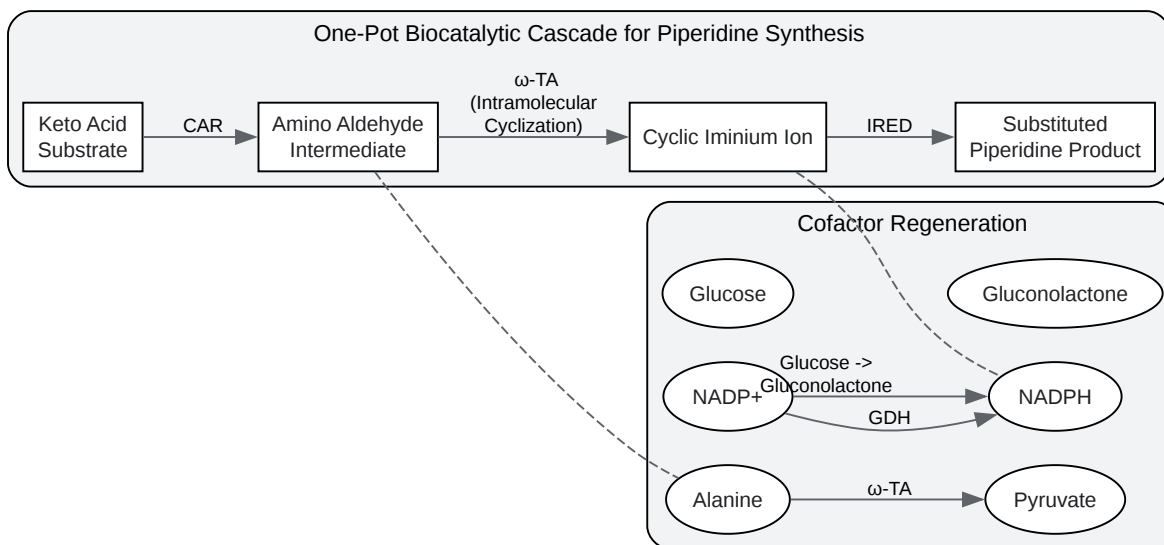 One-Pot Biocatalytic Cascade for Piperidine Synthesis
Keto Acid
Substrate
CAR
Amino Aldehyde
Intermediate
ω-TA
(Intramolecular
Cyclization)
Cyclic Iminium Ion
IRED
Substituted
Piperidine Product
Cofactor Regeneration
Glucose
Gluconolactone
NADP+
Glucose ->
Gluconolactone
GDH
NADPH
Alanine
ω-TA
Pyruvate